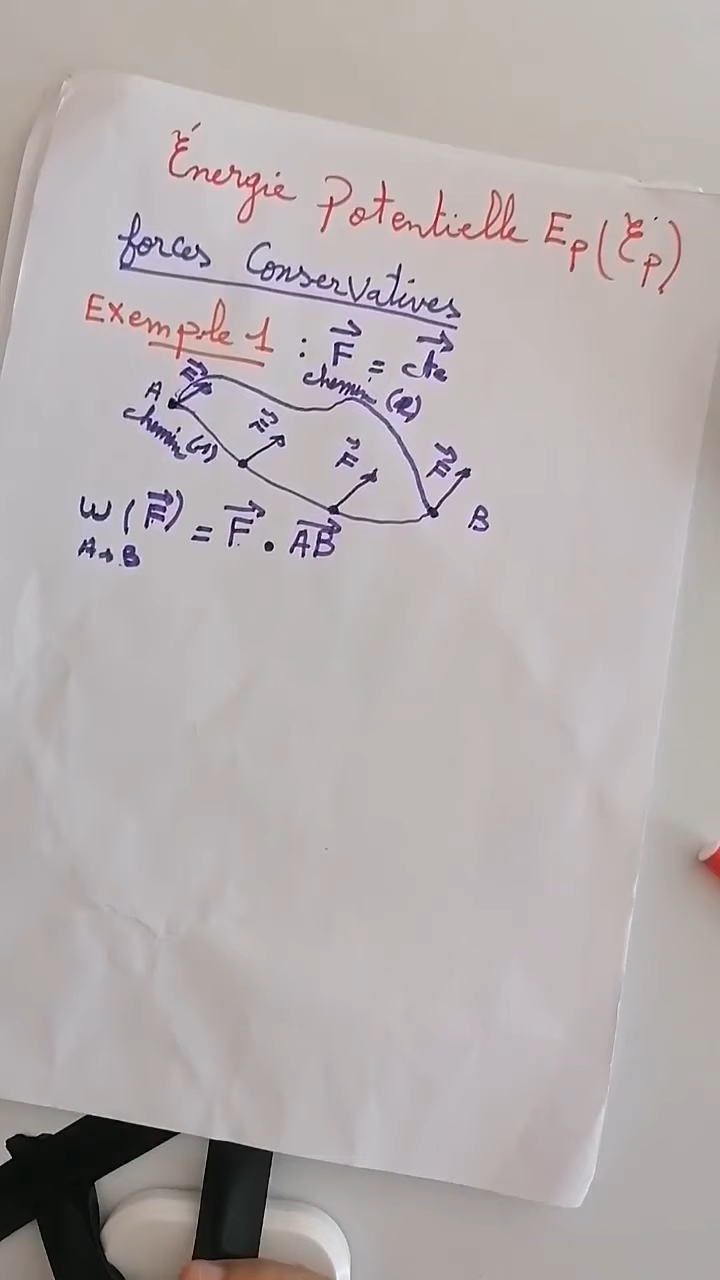 Énergie Potentielle Ep (Ɛp)
forces Conservatives
Exemple 1 : F⃗ = cte⃗
chemin (2)
A F⃗
chemin (1) F⃗ F⃗ F⃗ B
W (F⃗) = F⃗ . AB⃗
A→B